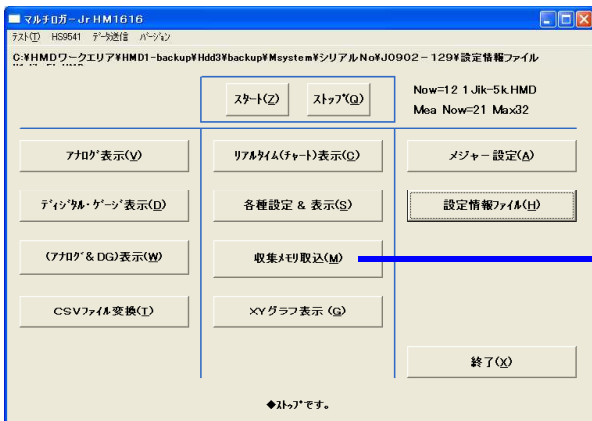 マルチロガーJr HM1616
テスト(T) HS9541 データ送信 バージョン
C:¥HMDワークエリア¥HMD1-backup¥Hdd3¥backup¥Msystem¥シリアルNo¥J0902-129¥設定情報ファイル
スタート(Z) ストップ(Q)
Now=12 1Jik-5k.HMD
Mea Now=21 Max32
アナログ表示(V) リアルタイム(チャート)表示(C) メジャー設定(A)
ディジタル・ゲージ表示(D) 各種設定 & 表示(S) 設定情報ファイル(H)
(アナログ& DG)表示(W) 収集メモリ取込(M)
CSVファイル変換(T) XYグラフ表示 (G)
終了(X)
◆ストップです。